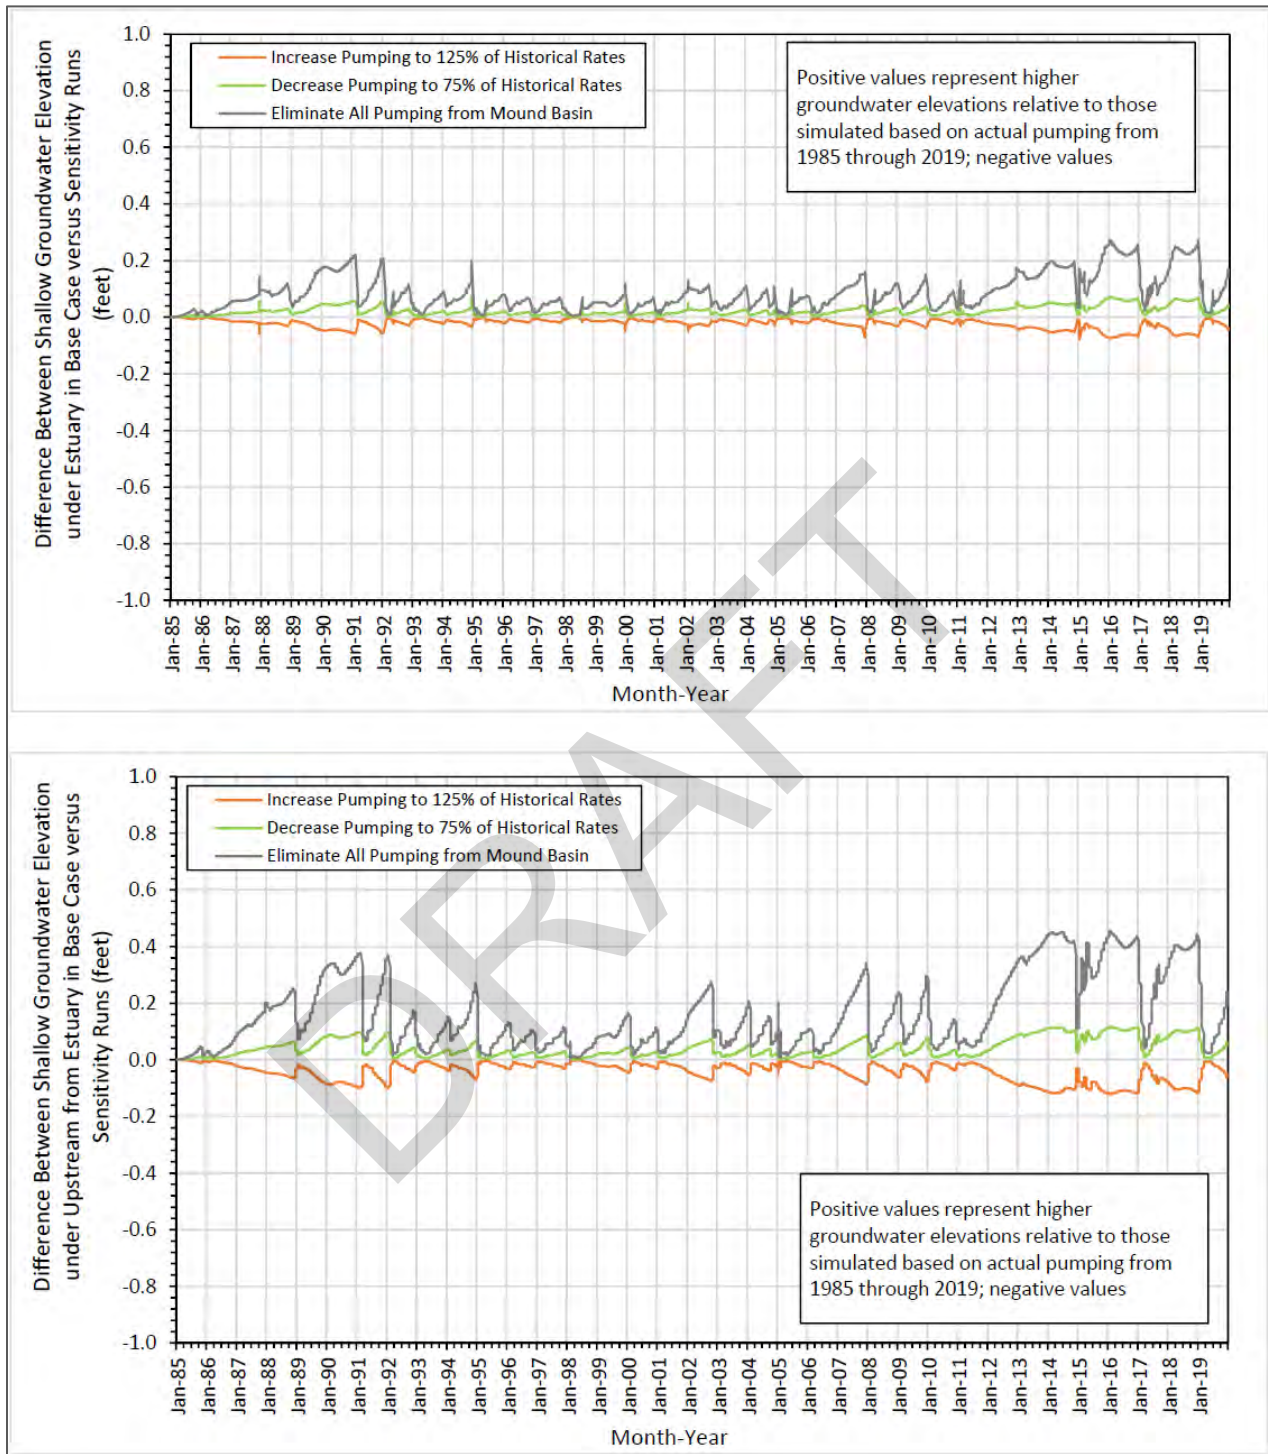 Difference Between Shallow Groundwater Elevation
under Estuary in Base Case versus Sensitivity Runs
(feet)
1.0
0.8
0.6
0.4
0.2
0.0
-0.2
-0.4
-0.6
-0.8
-1.0
Increase Pumping to 125% of Historical Rates
Decrease Pumping to 75% of Historical Rates
Eliminate All Pumping from Mound Basin
Positive values represent higher
groundwater elevations relative to those
simulated based on actual pumping from
1985 through 2019; negative values
Jan-85
Jan-86
Jan-87
Jan-88
Jan-89
Jan-90
Jan-91
Jan-92
Jan-93
Jan-94
Jan-95
Jan-96
Jan-97
Jan-98
Jan-99
Jan-00
Jan-01
Jan-02
Jan-03
Jan-04
Jan-05
Jan-06
Jan-07
Jan-08
Jan-09
Jan-10
Jan-11
Jan-12
Jan-13
Jan-14
Jan-15
Jan-16
Jan-17
Jan-18
Jan-19
Month-Year
DRAFT
Difference Between Shallow Groundwater Elevation
under Upstream from Estuary in Base Case versus
Sensitivity Runs (feet)
1.0
0.8
0.6
0.4
0.2
0.0
-0.2
-0.4
-0.6
-0.8
-1.0
Increase Pumping to 125% of Historical Rates
Decrease Pumping to 75% of Historical Rates
Eliminate All Pumping from Mound Basin
Positive values represent higher
groundwater elevations relative to those
simulated based on actual pumping from
1985 through 2019; negative values
Jan-85
Jan-86
Jan-87
Jan-88
Jan-89
Jan-90
Jan-91
Jan-92
Jan-93
Jan-94
Jan-95
Jan-96
Jan-97
Jan-98
Jan-99
Jan-00
Jan-01
Jan-02
Jan-03
Jan-04
Jan-05
Jan-06
Jan-07
Jan-08
Jan-09
Jan-10
Jan-11
Jan-12
Jan-13
Jan-14
Jan-15
Jan-16
Jan-17
Jan-18
Jan-19
Month-Year